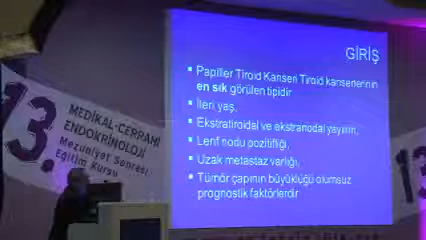 GİRİŞ
Papiller Tiroid Kanseri Tiroid kanserlerinin
en sık görülen tipidir
İleri yaş,
Ekstratiroidal ve ekstranodal yayılım,
Lenf nodu pozitifliği,
Uzak metastaz varlığı,
Tümör çapının büyüklüğü olumsuz
prognostik faktörlerdir
13.
MEDİKAL-CERRAHİ
ENDOKRİNOLOJİ
Mezuniyet Sonrası
Eğitim Kursu
13